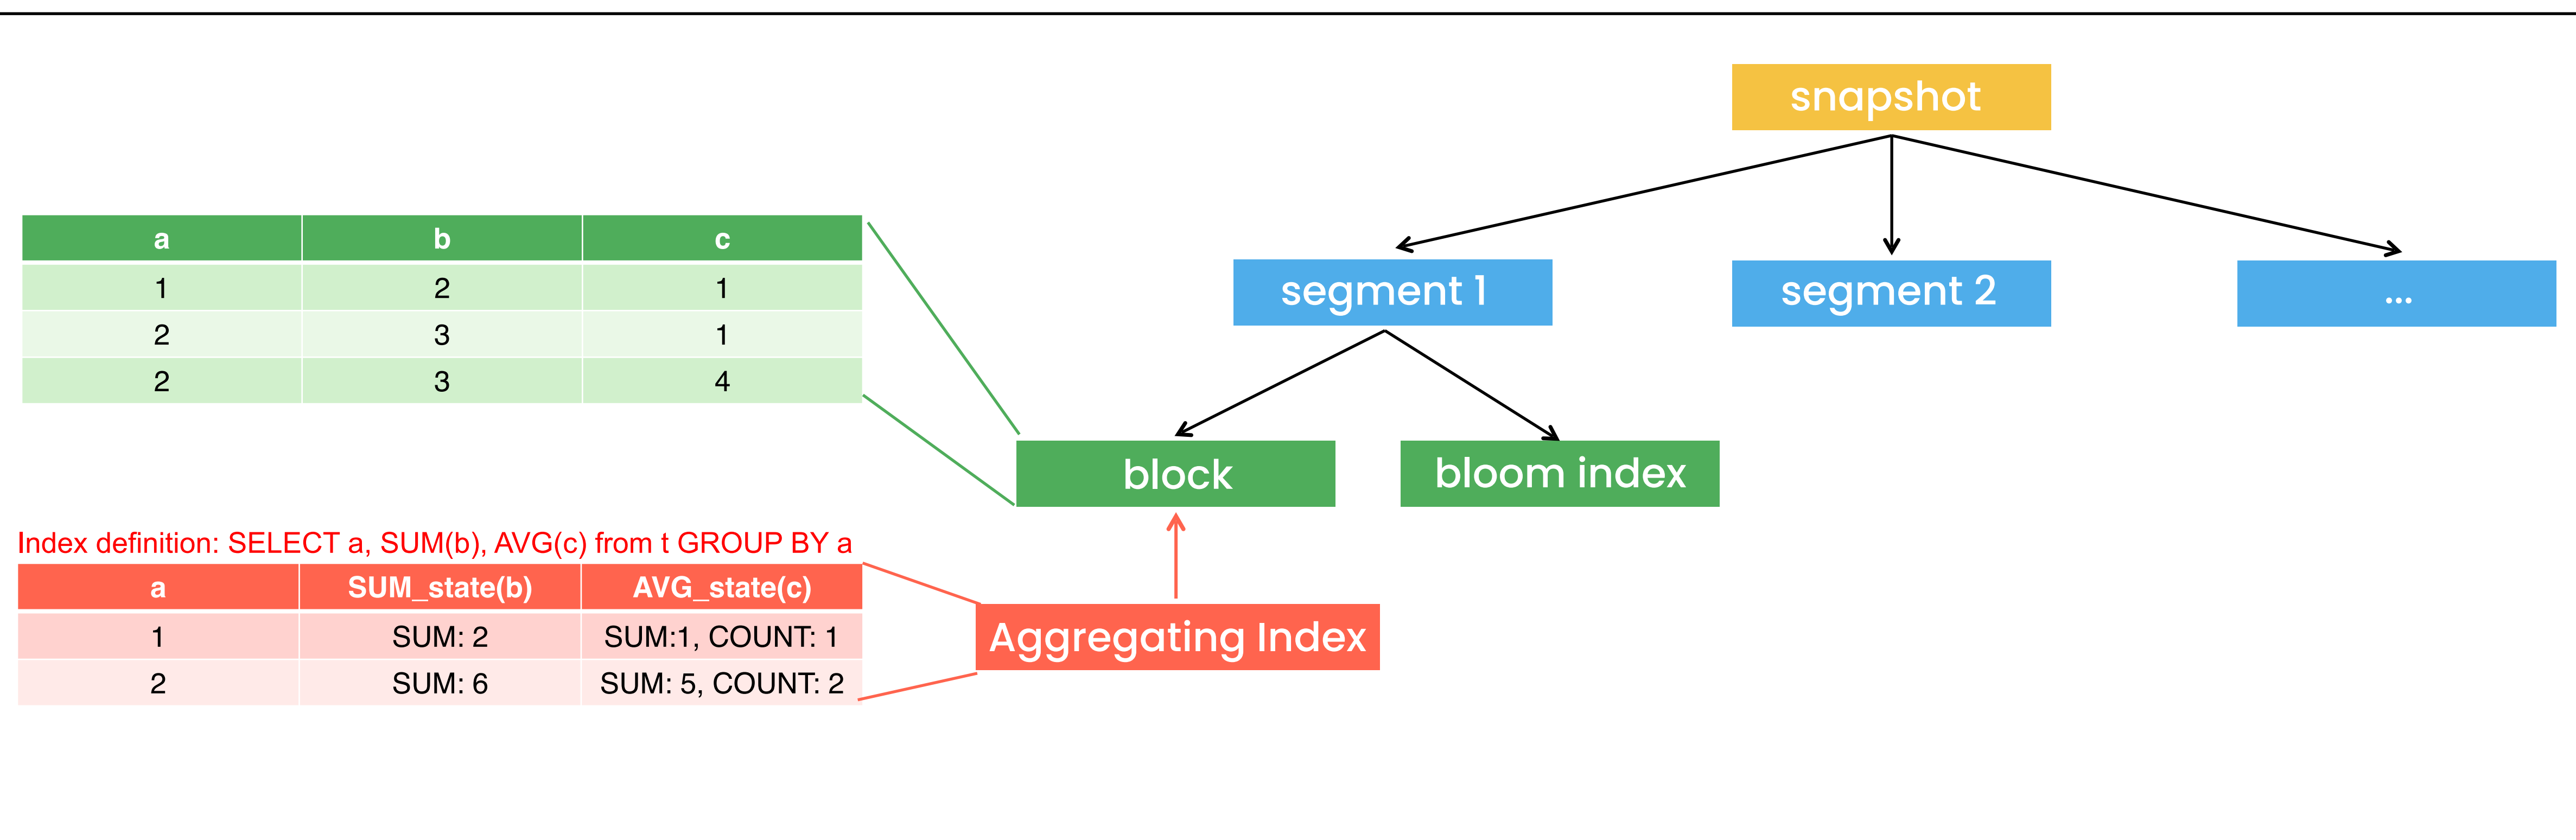 snapshot
segment 1 segment 2 ...
block bloom index
Aggregating Index
a b c
1 2 1
2 3 1
2 3 4
Index definition: SELECT a, SUM(b), AVG(c) from t GROUP BY a
a SUM_state(b) AVG_state(c)
1 SUM: 2 SUM:1, COUNT: 1
2 SUM: 6 SUM: 5, COUNT: 2